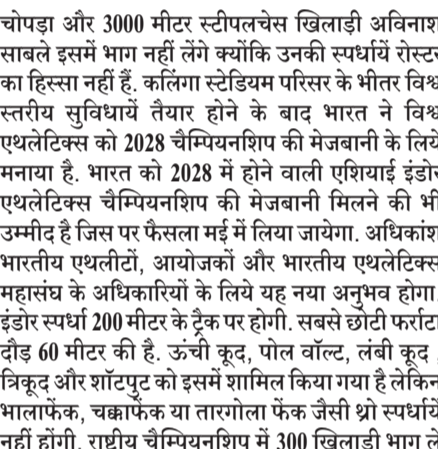 चोपड़ा और 3000 मीटर स्टीपलचेस खिलाड़ी अविनाश
साबले इसमें भाग नहीं लेंगे क्योंकि उनकी स्पर्धायें रोस्टर
का हिस्सा नहीं हैं. कलिंगा स्टेडियम परिसर के भीतर विश्व
स्तरीय सुविधायें तैयार होने के बाद भारत ने विश्व
एथलेटिक्स को 2028 चैम्पियनशिप की मेजबानी के लिये
मनाया है. भारत को 2028 में होने वाली एशियाई इंडोर
एथलेटिक्स चैम्पियनशिप की मेजबानी मिलने की भी
उम्मीद है जिस पर फैसला मई में लिया जायेगा. अधिकांश
भारतीय एथलीटों, आयोजकों और भारतीय एथलेटिक्स
महासंघ के अधिकारियों के लिये यह नया अनुभव होगा.
इंडोर स्पर्धा 200 मीटर के ट्रैक पर होगी. सबसे छोटी फर्राटा
दौड़ 60 मीटर की है. ऊंची कूद, पोल वॉल्ट, लंबी कूद ,
त्रिकूद और शॉटपुट को इसमें शामिल किया गया है लेकिन
भालाफेंक, चक्काफेंक या तारगोला फेंक जैसी थ्रो स्पर्धायें
नहीं होंगी. राष्ट्रीय चैम्पियनशिप में 300 खिलाड़ी भाग ले